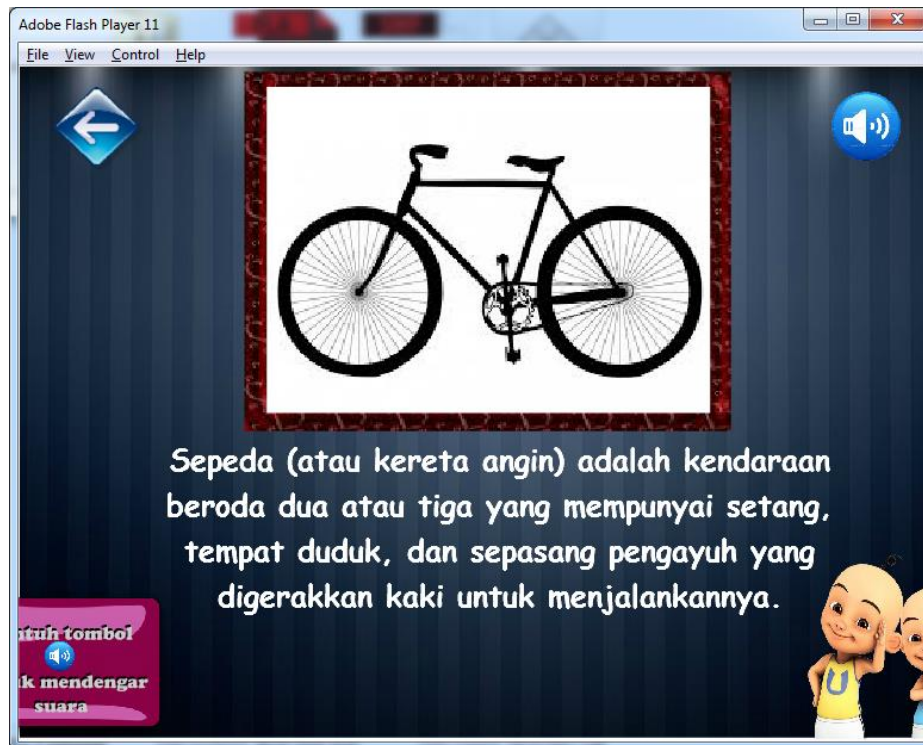 Adobe Flash Player 11
File View Control Help
Sepeda (atau kereta angin) adalah kendaraan
beroda dua atau tiga yang mempunyai setang,
tempat duduk, dan sepasang pengayuh yang
digerakkan kaki untuk menjalankannya.
tombol
mendengar
suara
U